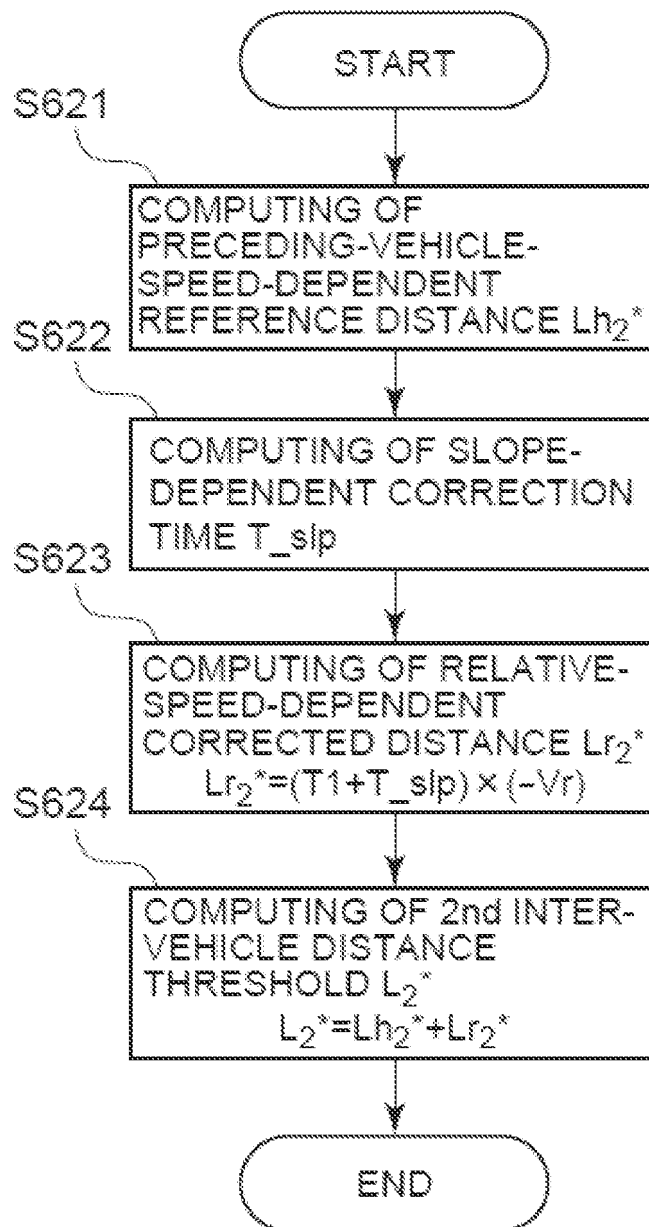 START
S621
COMPUTING OF
PRECEDING-VEHICLE-
SPEED-DEPENDENT
REFERENCE DISTANCE Lh₂*
S622
COMPUTING OF SLOPE-
DEPENDENT CORRECTION
TIME T_slp
S623
COMPUTING OF RELATIVE-
SPEED-DEPENDENT
CORRECTED DISTANCE Lr₂*
Lr₂*=(T1+T_slp)×(-Vr)
S624
COMPUTING OF 2nd INTER-
VEHICLE DISTANCE
THRESHOLD L₂*
L₂*=Lh₂*+Lr₂*
END